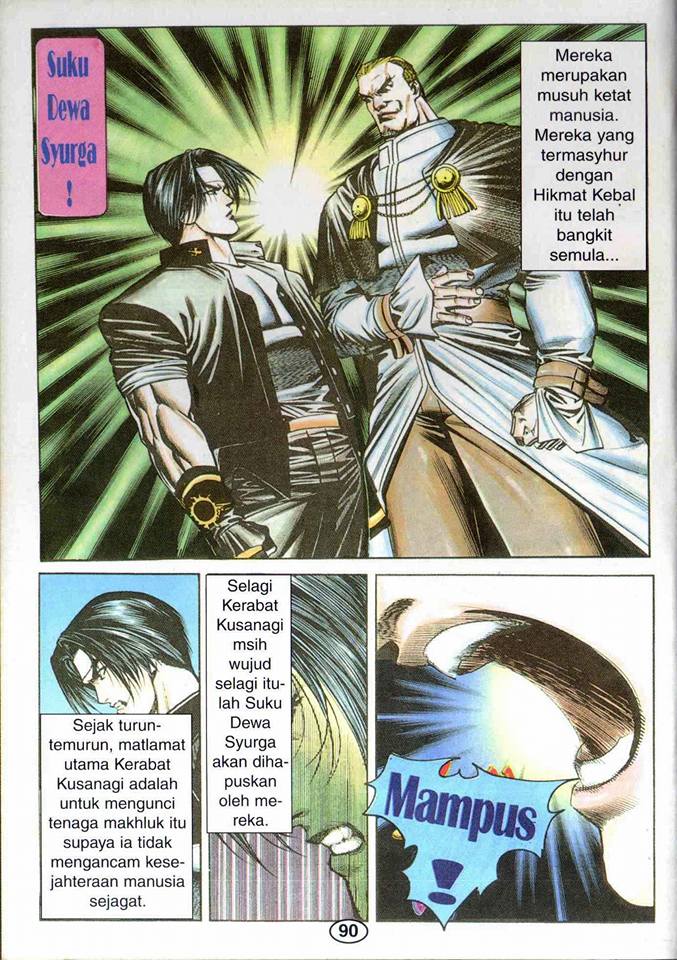 Suku
Dewa
Syurga
!
Mereka
merupakan
musuh ketat
manusia.
Mereka yang
termasyhur
dengan
Hikmat Kebal
itu telah
bangkit
semula...
Sejak turun-
temurun, matlamat
utama Kerabat
Kusanagi adalah
untuk mengunci
tenaga makhluk itu
supaya ia tidak
mengancam kese-
jahteraan manusia
sejagat.
Selagi
Kerabat
Kusanagi
msih
wujud
selagi itu-
lah Suku
Dewa
Syurga
akan diha-
puskan
oleh me-
reka.
Mampus
!
90